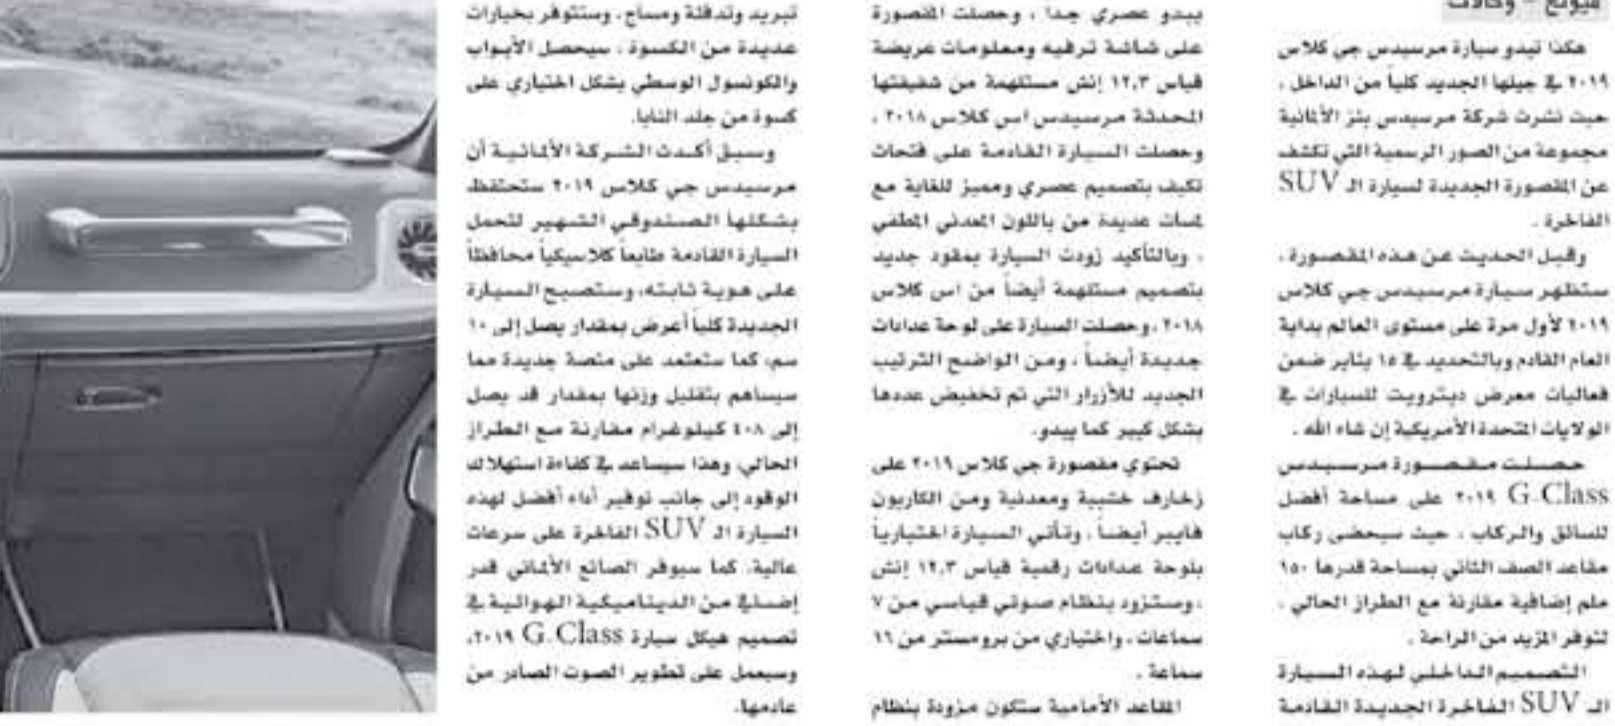 هكذا تبدو سيارة مرسيدس جي كلاس
٢٠١٩ في جيلها الجديد كلياً من الداخل ،
حيث نشرت شركة مرسيدس بنز الألمانية
مجموعة من الصور الرسمية التي تكشف
عن المقصورة الجديدة لسيارة الـ SUV
الفاخرة .
وقبل الحديث عن هذه المقصورة ،
ستظهر سيارة مرسيدس جي كلاس
٢٠١٩ لأول مرة على مستوى العالم بداية
العام القادم وبالتحديد في ١٥ يناير ضمن
فعاليات معرض ديترويت للسيارات في
الولايات المتحدة الأمريكية إن شاء الله .
حصلت مقصورة مرسيدس
G-Class ٢٠١٩ على مساحة أفضل
للسائق والركاب ، حيث سيحضى ركاب
مقاعد الصف الثاني بمساحة قدرها ١٥٠
ملم إضافية مقارنة مع الطراز الحالي ،
لتوفر المزيد من الراحة .
التصميم الداخلي لهذه السيارة
الـ SUV الفاخرة الجديدة القادمة
يبدو عصري جدا ، وحصلت المقصورة
على شاشة ترفيه ومعلومات عريضة
قياس ١٢,٣ إنش مستلهمة من شقيقتها
المحدثة مرسيدس اس كلاس ٢٠١٨ ،
وحصلت السيارة القادمة على فتحات
تكيف بتصميم عصري ومميز للغاية مع
لمسات عديدة من باللون المعدني المطفي
، وبالتأكيد زودت السيارة بمقود جديد
بتصميم مستلهمة أيضاً من اس كلاس
٢٠١٨ ، وحصلت السيارة على لوحة عدادات
جديدة أيضاً ، ومن الواضح الترتيب
الجديد للأزرار التي تم تخفيض عددها
بشكل كبير كما يبدو.
تحتوي مقصورة جي كلاس ٢٠١٩ على
زخارف خشبية ومعدنية ومن الكاربون
فايبر أيضاً ، وتأتي السيارة اختيارياً
بلوحة عدادات رقمية قياس ١٢,٣ إنش
، وستزود بنظام صوتي قياسي من ٧
سماعات ، واختياري من برومستر من ١٦
سماعة .
المقاعد الأمامية ستكون مزودة بنظام
تبريد وتدفئة ومساج ، وستتوفر بخيارات
عديدة من الكسوة ، سيحصل الأبواب
والكونسول الوسطي بشكل اختياري على
كسوة من جلد النابا.
وسبق أكدت الشركة الألمانية أن
مرسيدس جي كلاس ٢٠١٩ ستحتفظ
بشكلها الصندوقي الشهير لتحمل
السيارة القادمة طابعاً كلاسيكياً محافظاً
على هوية ثابته، وستصبح السيارة
الجديدة كلياً أعرض بمقدار يصل إلى ١٠
سم، كما ستعتمد على منصة جديدة مما
سيساهم بتقليل وزنها بمقدار قد يصل
إلى ٤٠٨ كيلوغرام مقارنة مع الطراز
الحالي، وهذا سيساعد في كفاءة استهلاك
الوقود إلى جانب توفير أداء أفضل لهذه
السيارة الـ SUV الفاخرة على سرعات
عالية، كما سيوفر الصانع الألماني قدر
إضافي من الديناميكية الهوائية في
تصميم هيكل سيارة G-Class ٢٠١٩،
وسيعمل على تطوير الصوت الصادر من
عادمها.